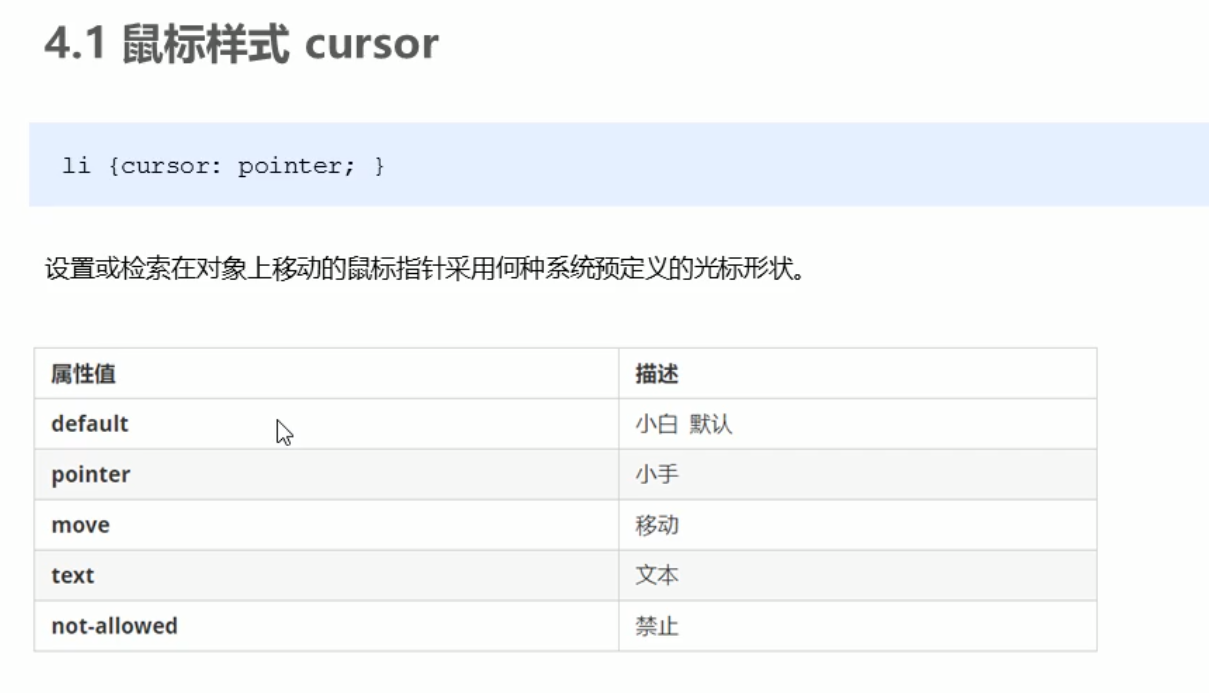 4.1 鼠标样式 cursor
li {cursor: pointer; }
设置或检索在对象上移动的鼠标指针采用何种系统预定义的光标形状。
属性值 描述
default 小白 默认
pointer 小手
move 移动
text 文本
not-allowed 禁止